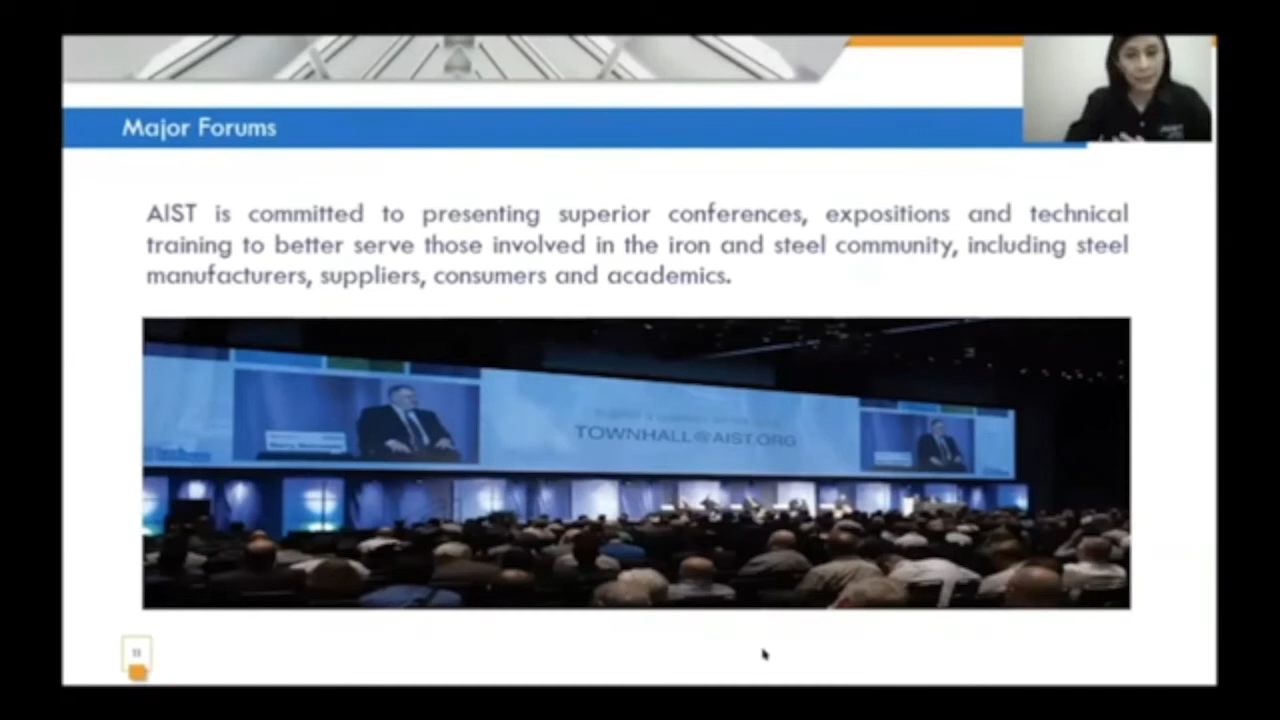 Major Forums
AIST is committed to presenting superior conferences, expositions and technical
training to better serve those involved in the iron and steel community, including steel
manufacturers, suppliers, consumers and academics.
TOWNHALL@AIST.ORG
11